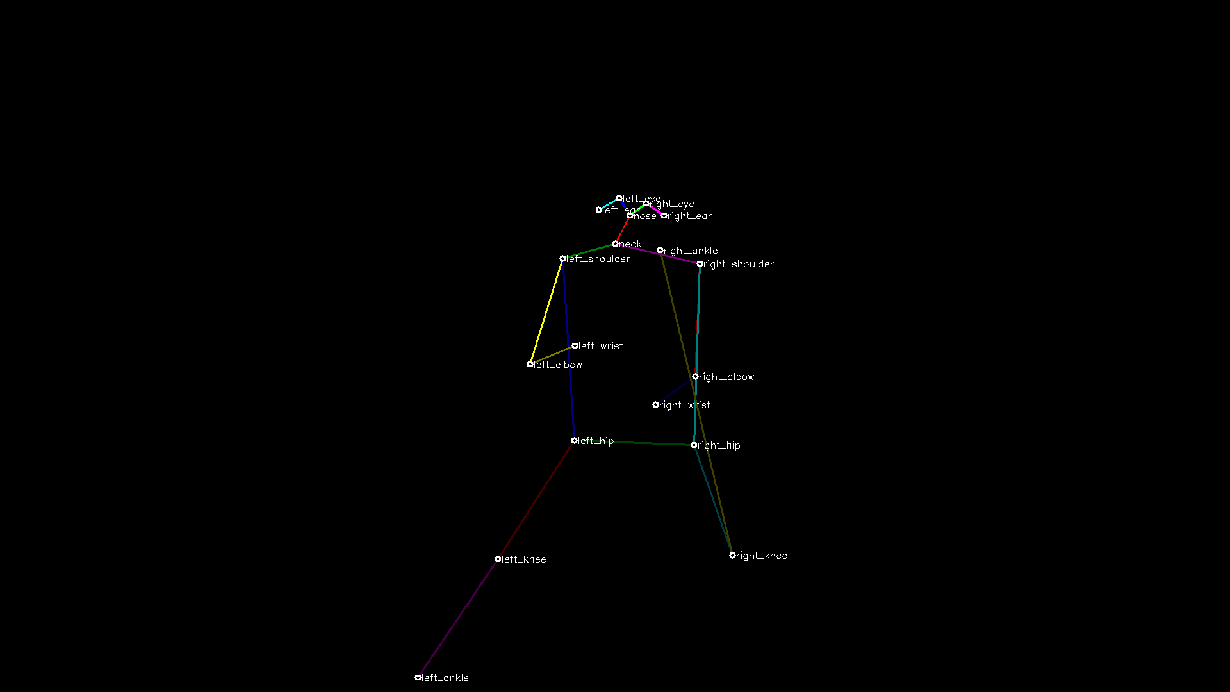 left_eye
right_eye
left_ear
nose
right_ear
neck
right_ankle
left_shoulder
right_shoulder
left_wrist
left_elbow
right_elbow
right_wrist
left_hip
right_hip
right_knee
left_knee
left_ankle